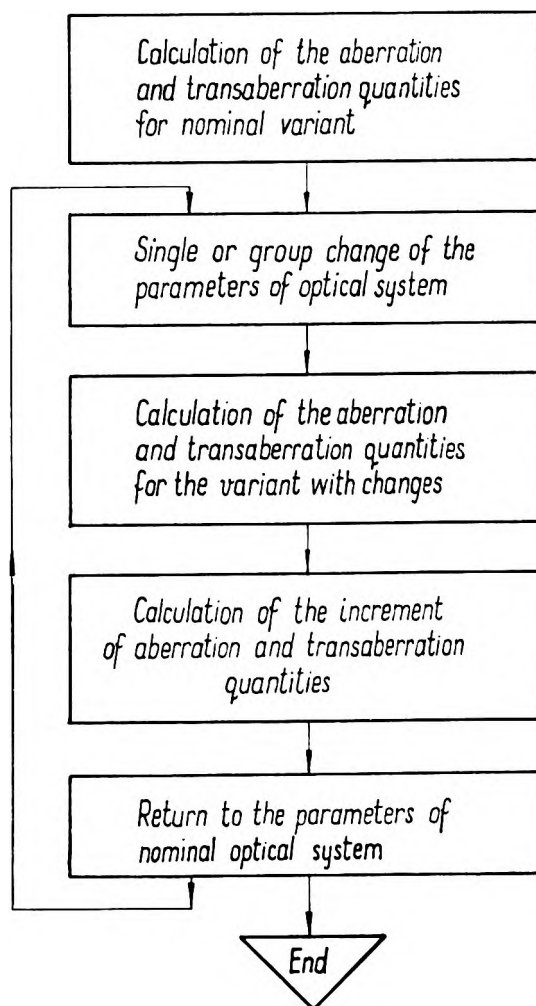 Calculation of the aberration
and transaberration quantities
for nominal variant
Single or group change of the
parameters of optical system
Calculation of the aberration
and transaberration quantities
for the variant with changes
Calculation of the increment
of aberration and transaberration
quantities
Return to the parameters of
nominal optical system
End